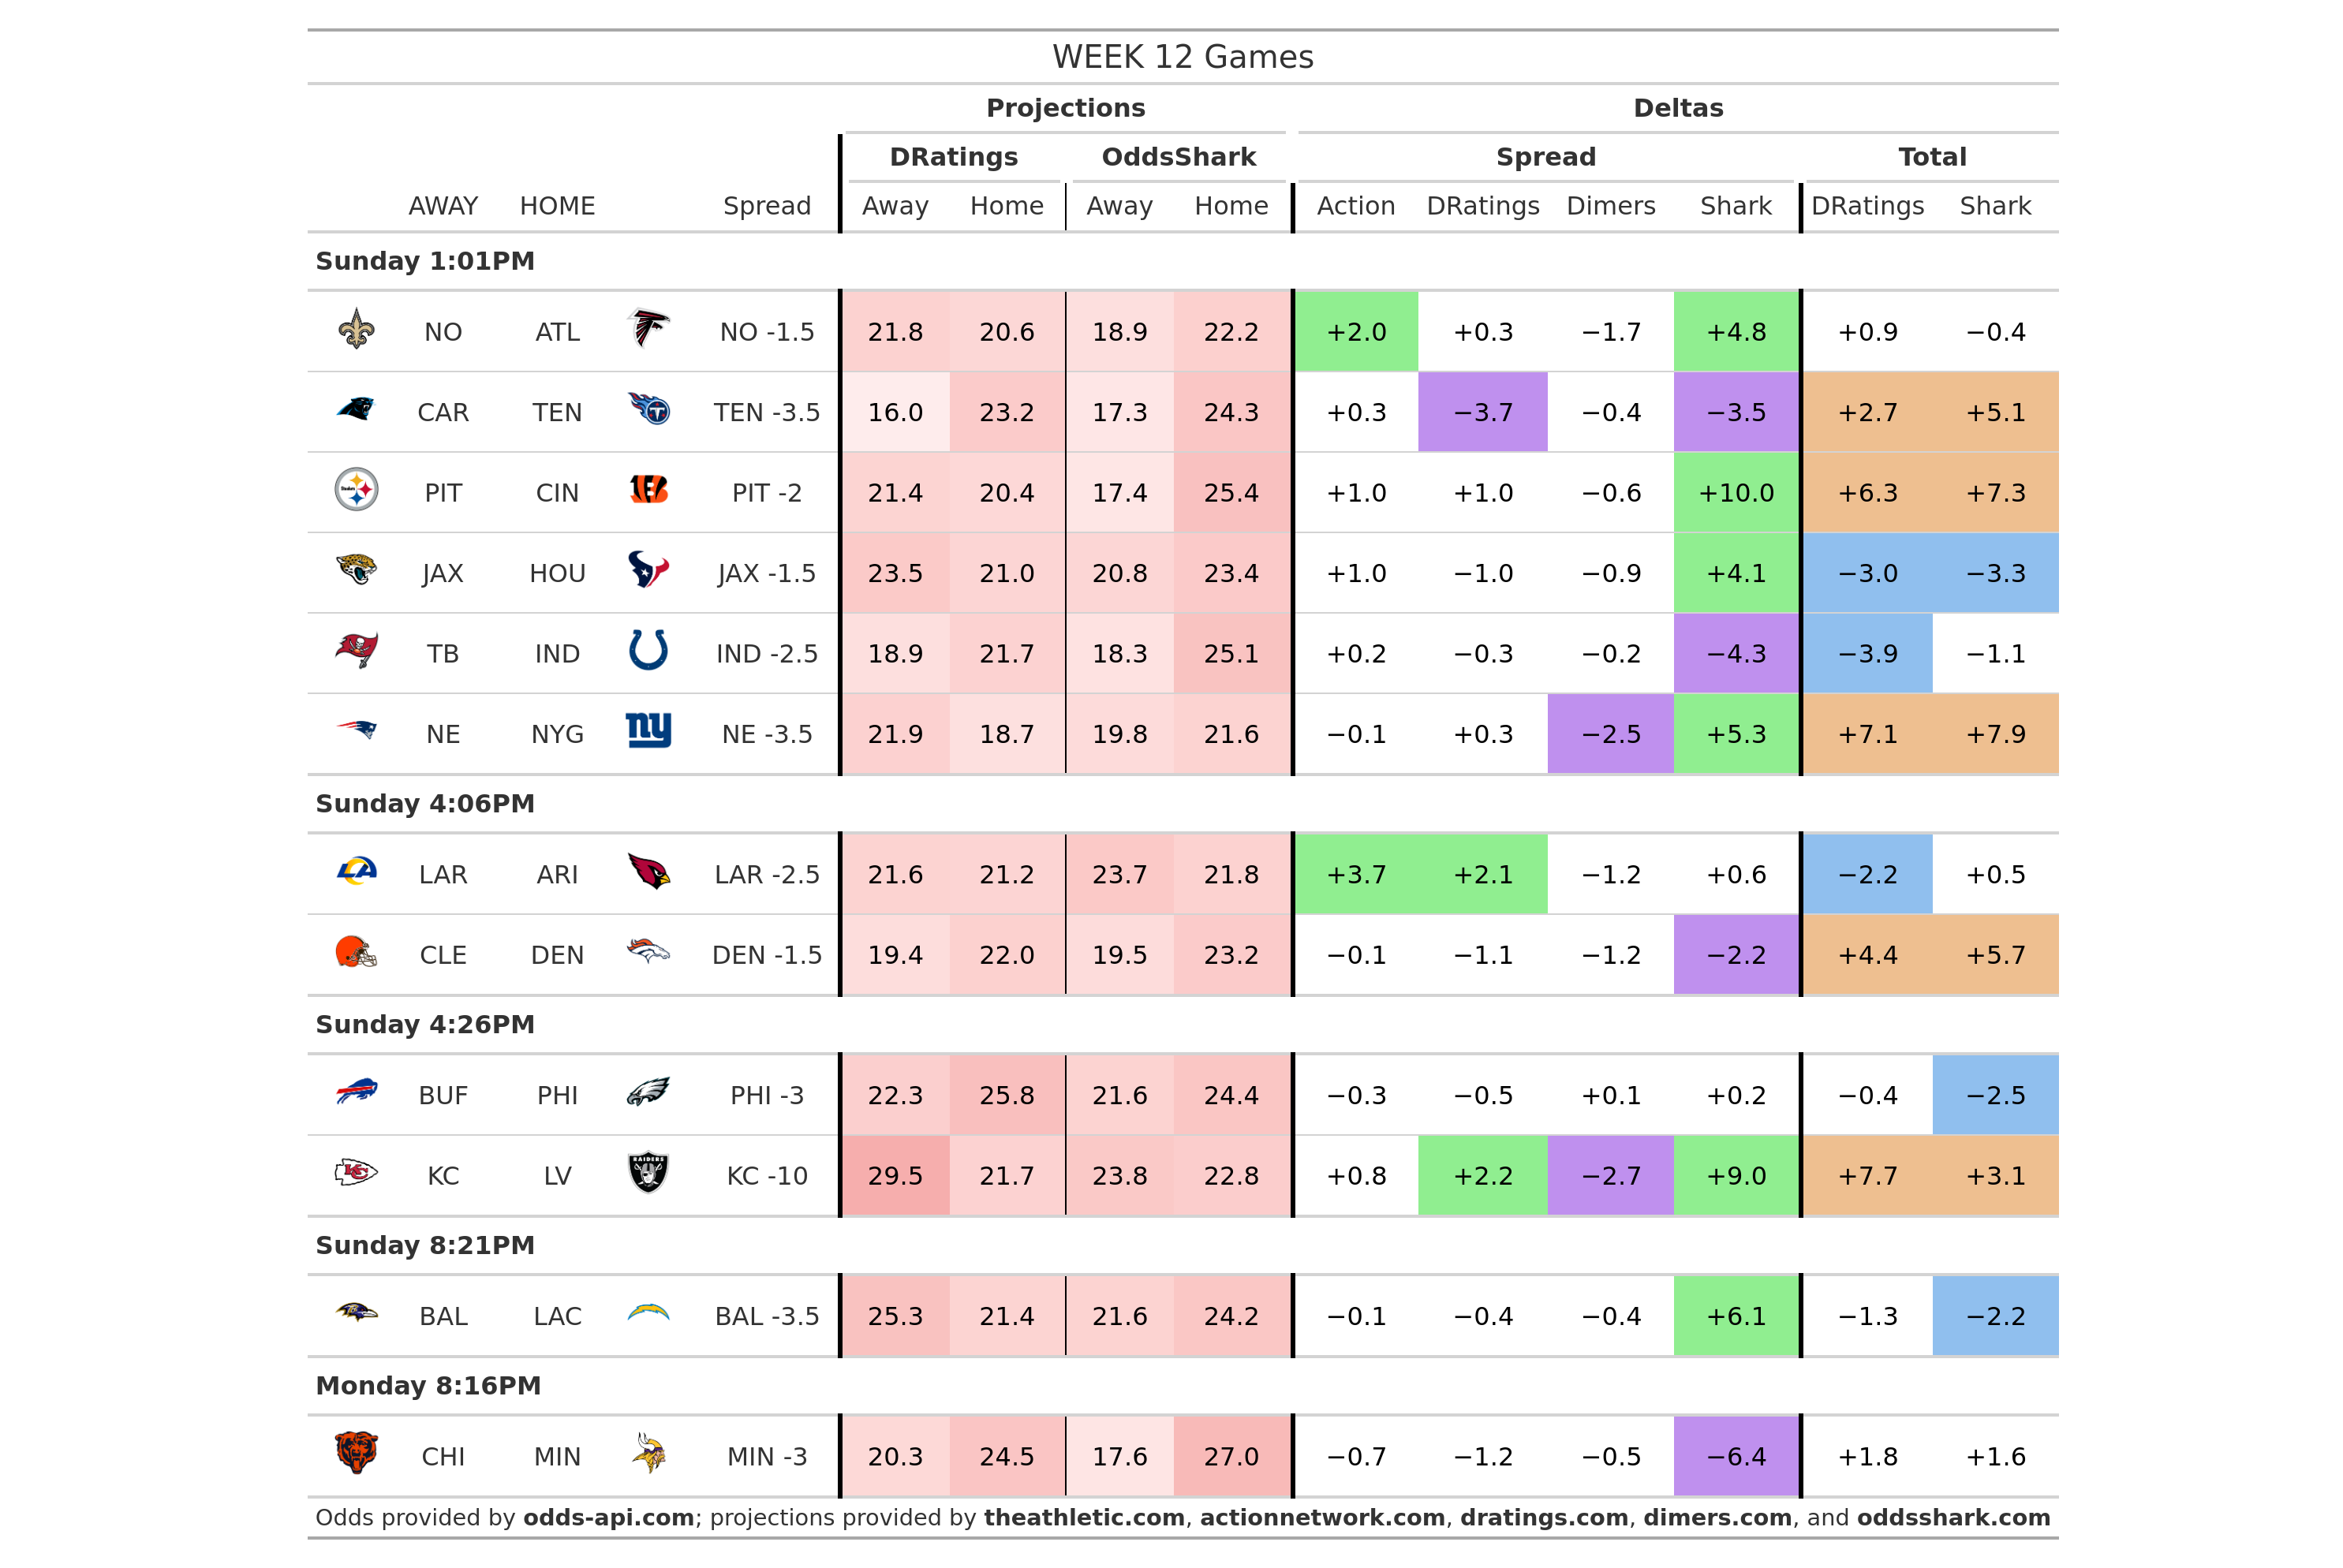 WEEK 12 Games
Projections Deltas
DRatings OddsShark Spread Total
AWAY HOME Spread Away Home Away Home Action DRatings Dimers Shark DRatings Shark
Sunday 1:01PM
NO ATL NO -1.5 21.8 20.6 18.9 22.2 +2.0 +0.3 −1.7 +4.8 +0.9 −0.4
CAR TEN TEN -3.5 16.0 23.2 17.3 24.3 +0.3 −3.7 −0.4 −3.5 +2.7 +5.1
PIT CIN PIT -2 21.4 20.4 17.4 25.4 +1.0 +1.0 −0.6 +10.0 +6.3 +7.3
JAX HOU JAX -1.5 23.5 21.0 20.8 23.4 +1.0 −1.0 −0.9 +4.1 −3.0 −3.3
TB IND IND -2.5 18.9 21.7 18.3 25.1 +0.2 −0.3 −0.2 −4.3 −3.9 −1.1
NE NYG ny NE -3.5 21.9 18.7 19.8 21.6 −0.1 +0.3 −2.5 +5.3 +7.1 +7.9
Sunday 4:06PM
LAR ARI LAR -2.5 21.6 21.2 23.7 21.8 +3.7 +2.1 −1.2 +0.6 −2.2 +0.5
CLE DEN DEN -1.5 19.4 22.0 19.5 23.2 −0.1 −1.1 −1.2 −2.2 +4.4 +5.7
Sunday 4:26PM
BUF PHI PHI -3 22.3 25.8 21.6 24.4 −0.3 −0.5 +0.1 +0.2 −0.4 −2.5
KC KC LV RAIDERS KC -10 29.5 21.7 23.8 22.8 +0.8 +2.2 −2.7 +9.0 +7.7 +3.1
Sunday 8:21PM
BAL LAC BAL -3.5 25.3 21.4 21.6 24.2 −0.1 −0.4 −0.4 +6.1 −1.3 −2.2
Monday 8:16PM
CHI MIN MIN -3 20.3 24.5 17.6 27.0 −0.7 −1.2 −0.5 −6.4 +1.8 +1.6
Odds provided by odds-api.com; projections provided by theathletic.com, actionnetwork.com, dratings.com, dimers.com, and oddsshark.com